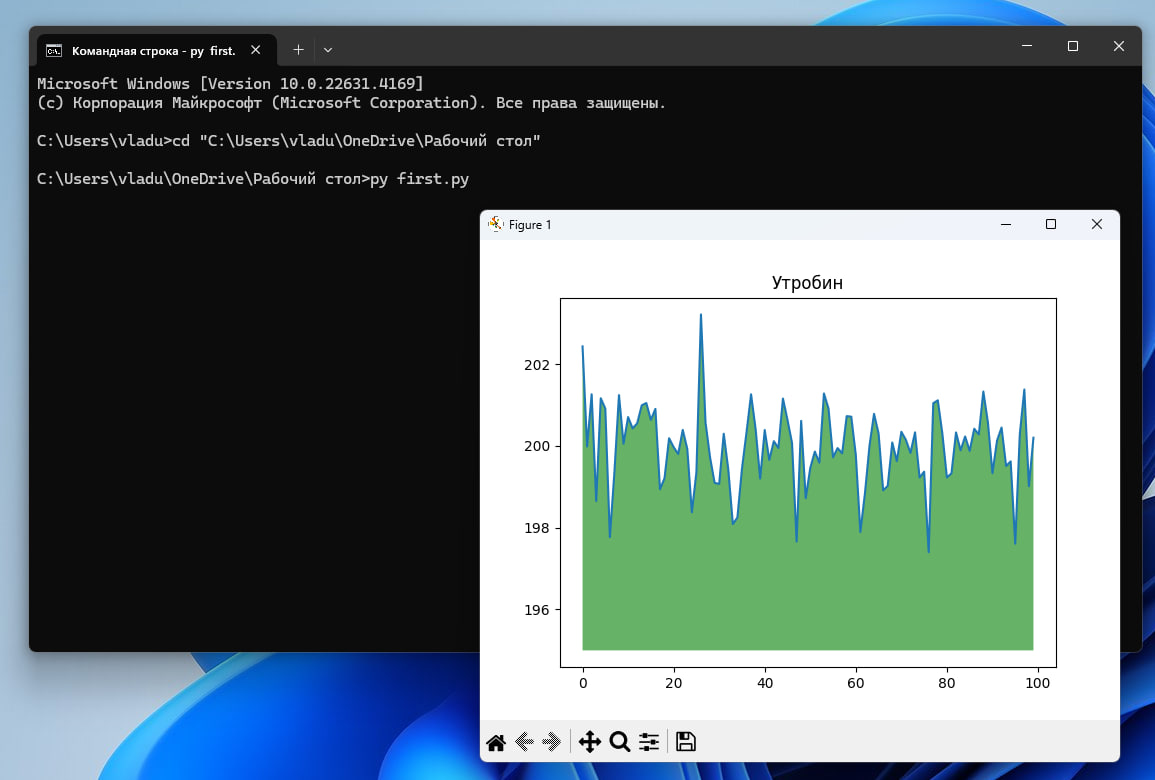 Командная строка - py first.
Microsoft Windows [Version 10.0.22631.4169]
(c) Корпорация Майкрософт (Microsoft Corporation). Все права защищены.
C:\Users\vladu>cd "C:\Users\vladu\OneDrive\Рабочий стол"
C:\Users\vladu\OneDrive\Рабочий стол>py first.py
Figure 1
Утробин
202
200
198
196
0 20 40 60 80 100